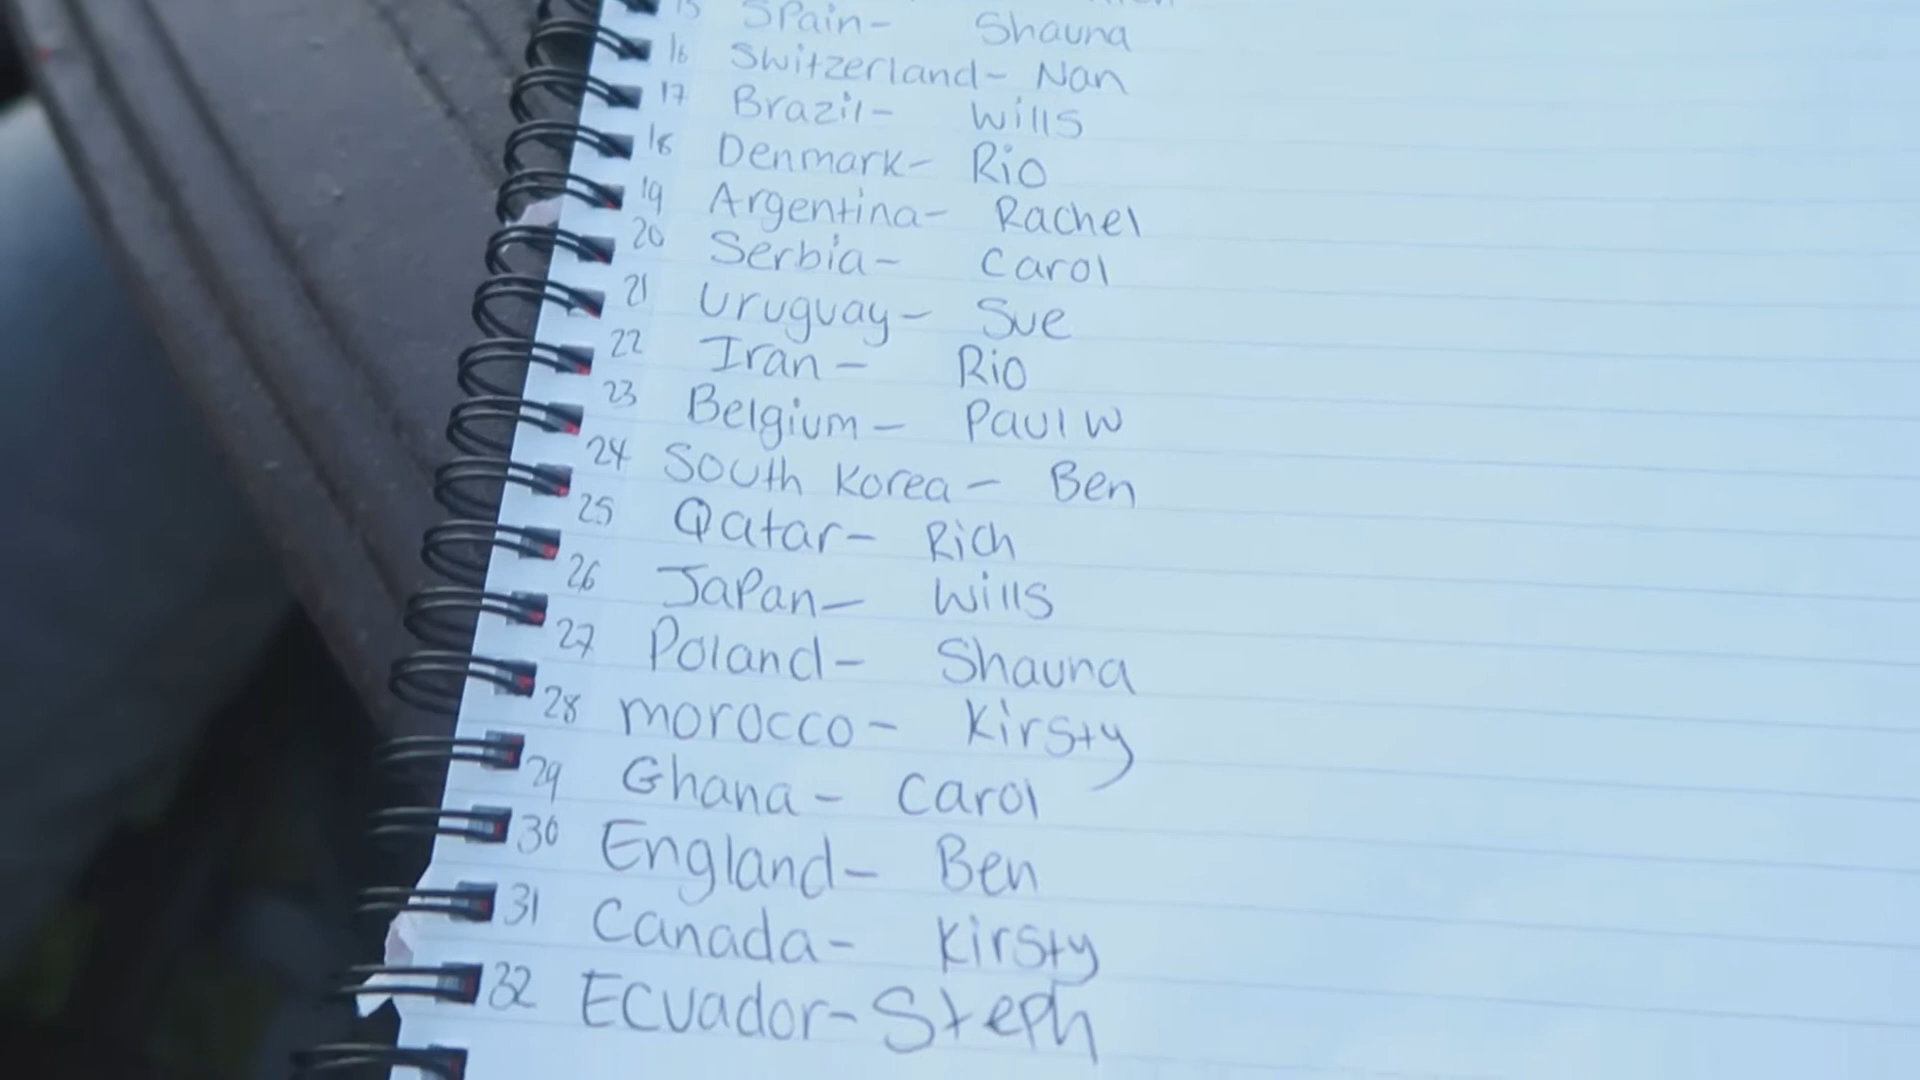 15 Spain- Shauna
16 Switzerland- Nan
17 Brazil- Wills
18 Denmark- Rio
19 Argentina- Rachel
20 Serbia- Carol
21 Uruguay- Sue
22 Iran- Rio
23 Belgium- Paul W
24 South Korea- Ben
25 Qatar- Rich
26 Japan- Wills
27 Poland- Shauna
28 morocco- Kirsty
29 Ghana- Carol
30 England- Ben
31 Canada- Kirsty
32 Ecuador- Steph